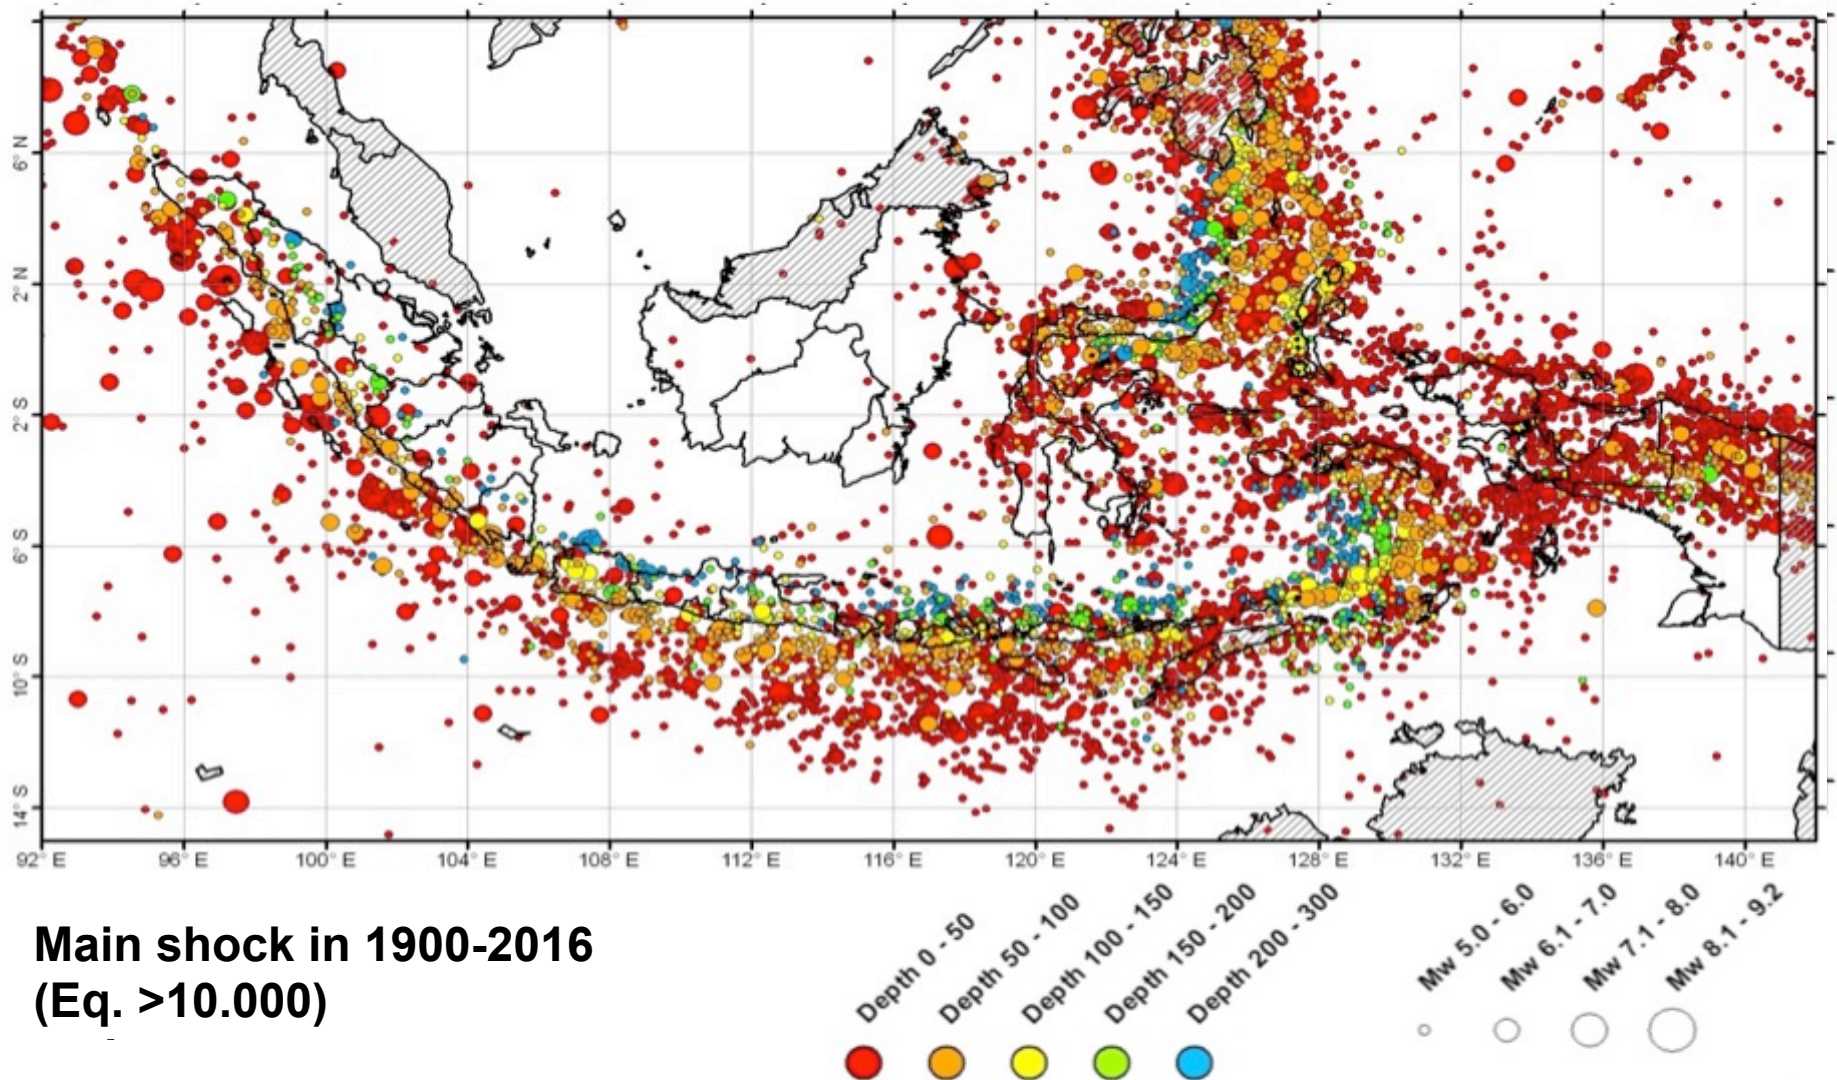 6° N
2° N
2° S
6° S
10° S
14° S
92° E 96° E 100° E 104° E 108° E 112° E 116° E 120° E 124° E 128° E 132° E 136° E 140° E
Main shock in 1900-2016
(Eq. >10.000)
Depth 0 - 50
Depth 50 - 100
Depth 100 - 150
Depth 150 - 200
Depth 200 - 300
Mw 5.0 - 6.0
Mw 6.1 - 7.0
Mw 7.1 - 8.0
Mw 8.1 - 9.2